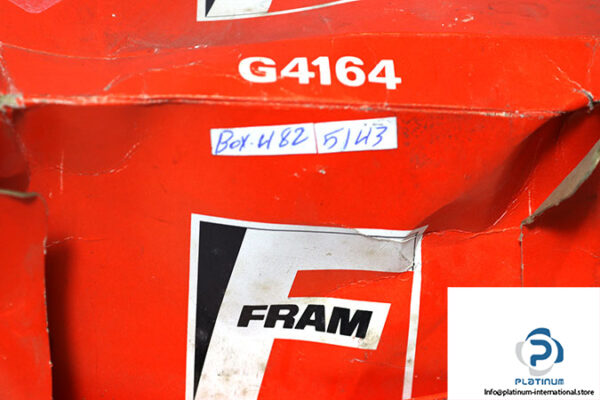 G4164
Box.482 5143
FRAM
PLATINUM
info@platinum-international.store